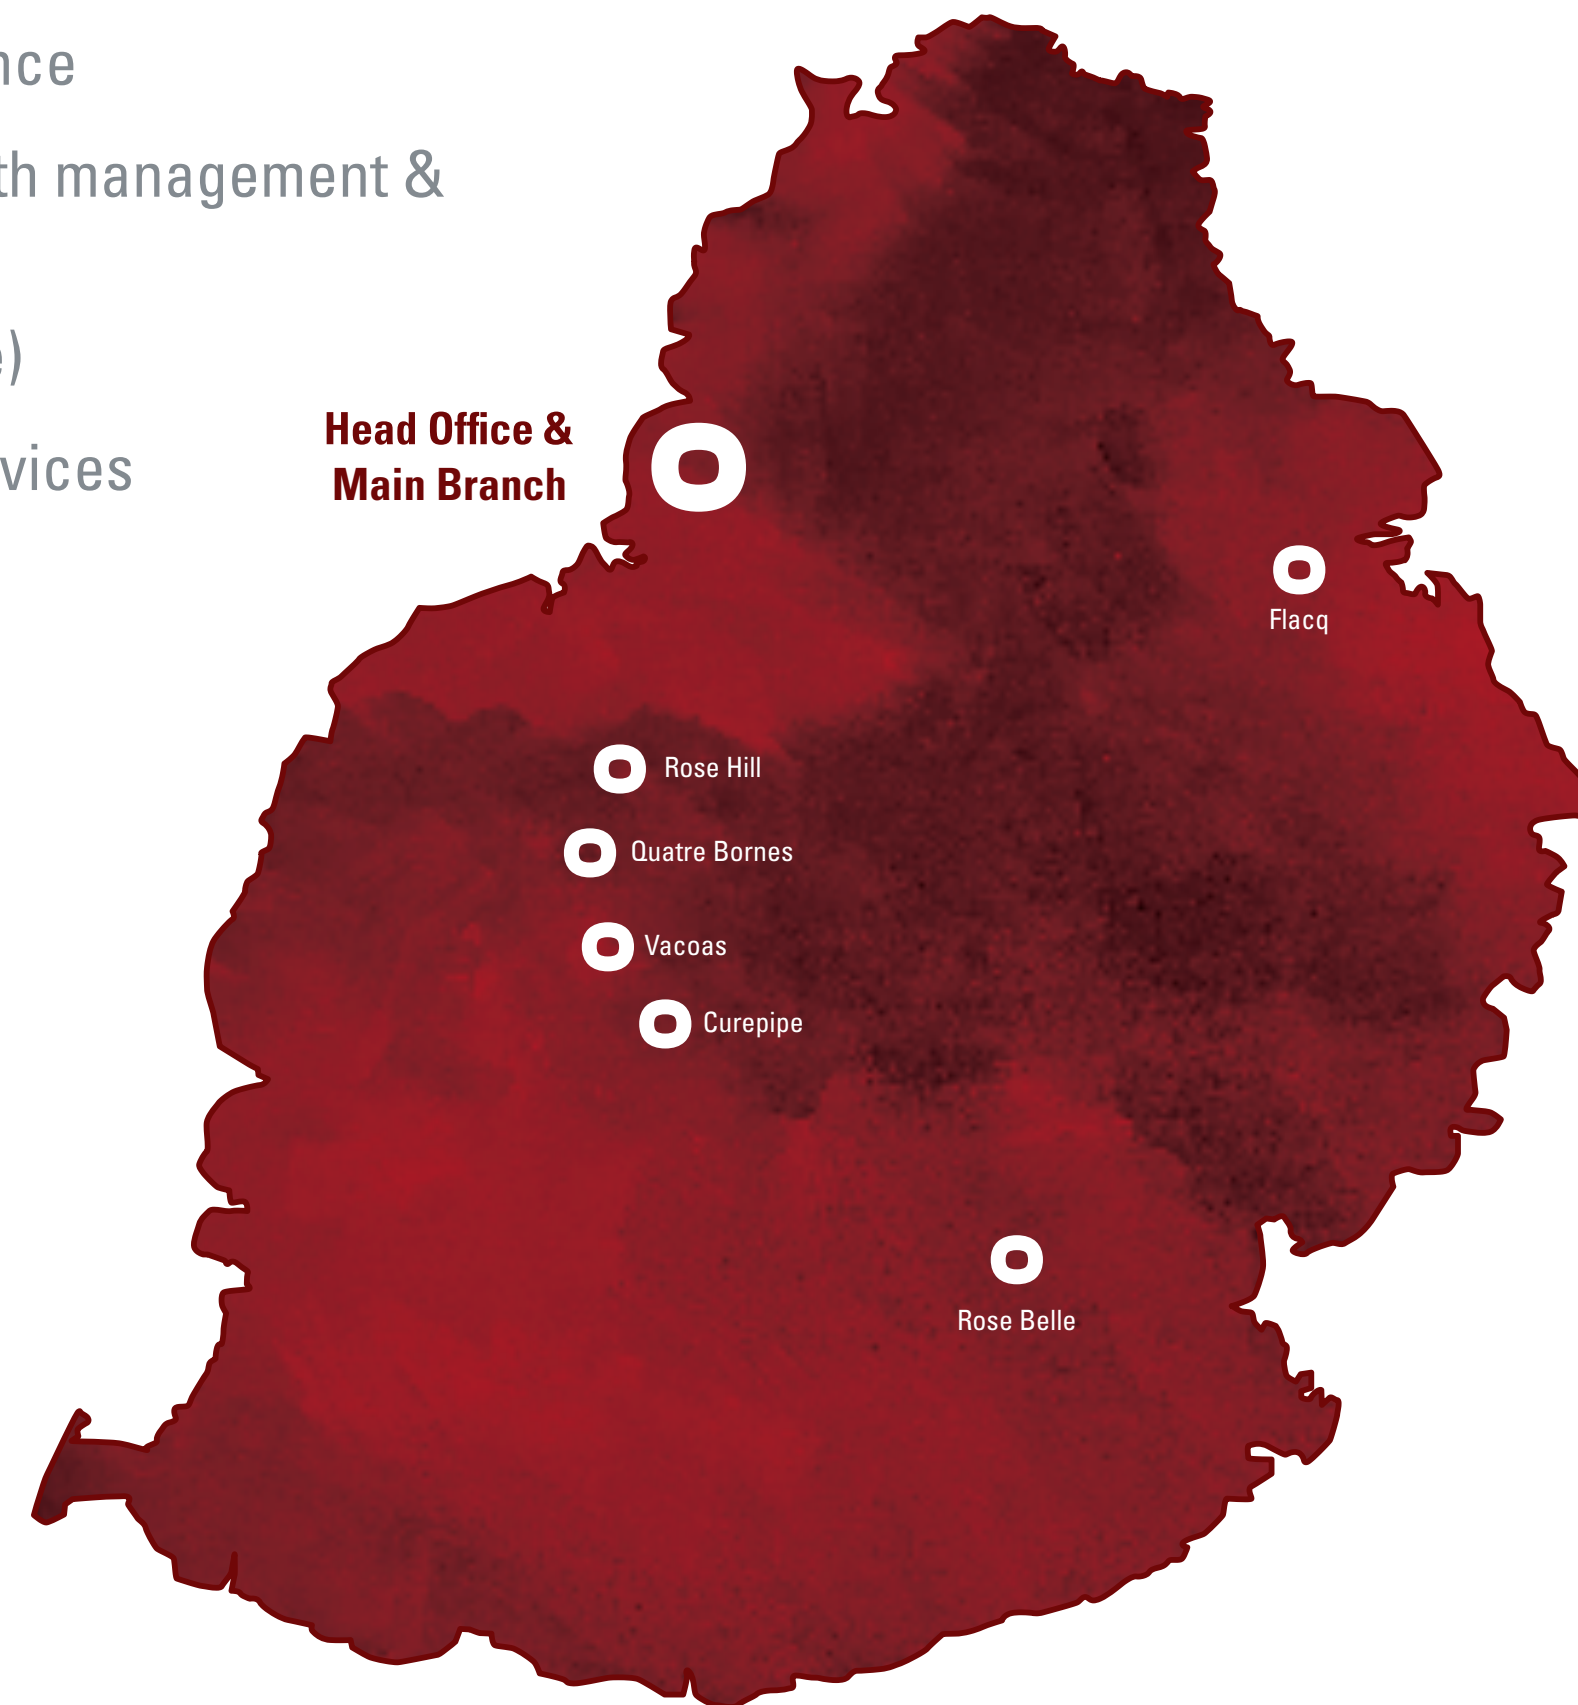 nce
th management &
e)
vices
Head Office &
Main Branch
Flacq
Rose Hill
Quatre Bornes
Vacoas
Curepipe
Rose Belle